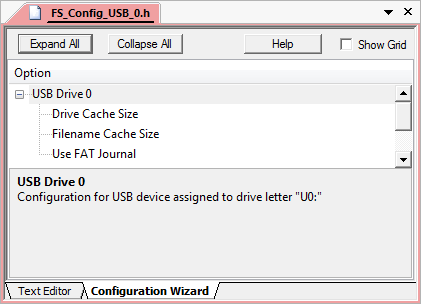 FS_Config_USB_0.h
Expand All
Collapse All
Help
Show Grid
Option
USB Drive 0
Drive Cache Size
Filename Cache Size
Use FAT Journal
USB Drive 0
Configuration for USB device assigned to drive letter "U0:"
Text Editor
Configuration Wizard